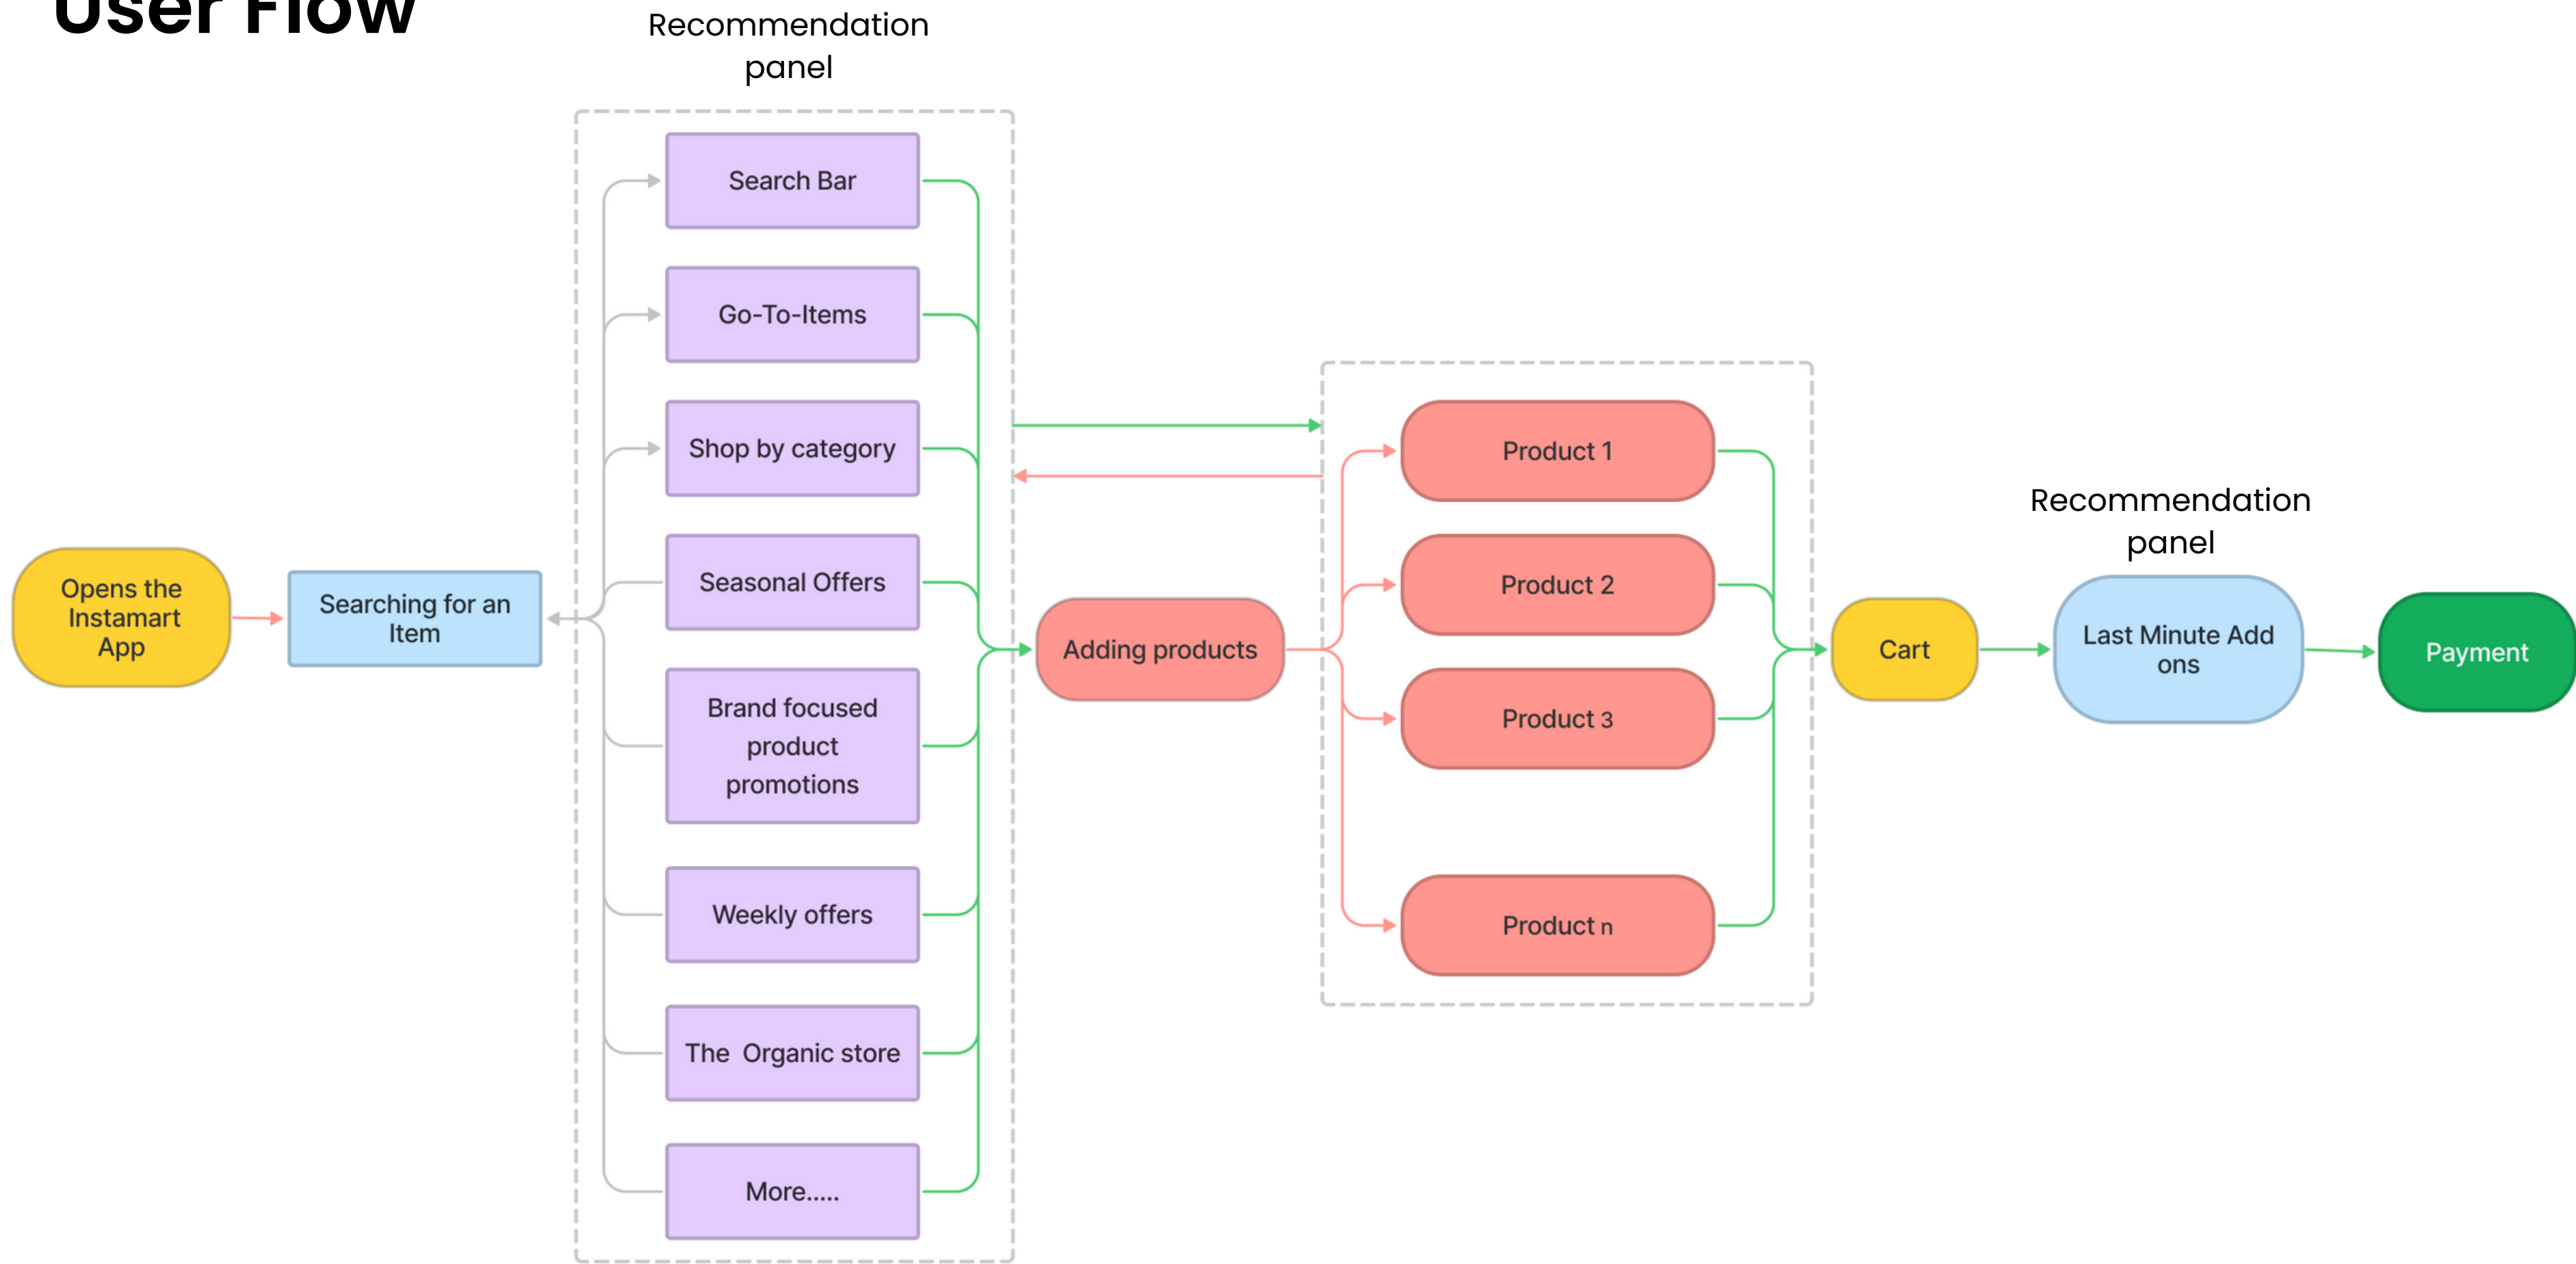 User Flow
Recommendation
panel
Search Bar
Go-To-Items
Shop by category
Seasonal Offers
Brand focused
product
promotions
Weekly offers
The  Organic store
More.....
Opens the
Instamart
App
Searching for an
Item
Adding products
Product 1
Product 2
Product 3
Product n
Cart
Recommendation
panel
Last Minute Add
ons
Payment